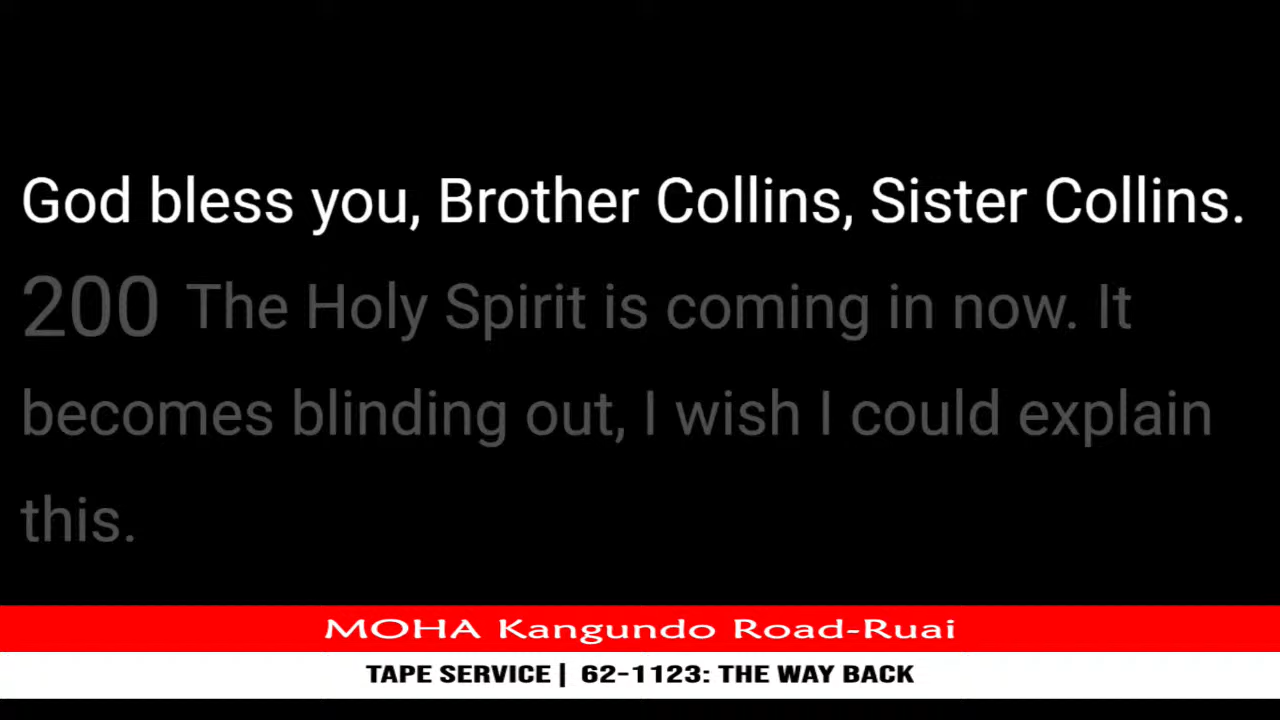 God bless you, Brother Collins, Sister Collins.
200 The Holy Spirit is coming in now. It
becomes blinding out, I wish I could explain
this.
MOHA Kangundo Road-Ruai
TAPE SERVICE | 62-1123: THE WAY BACK